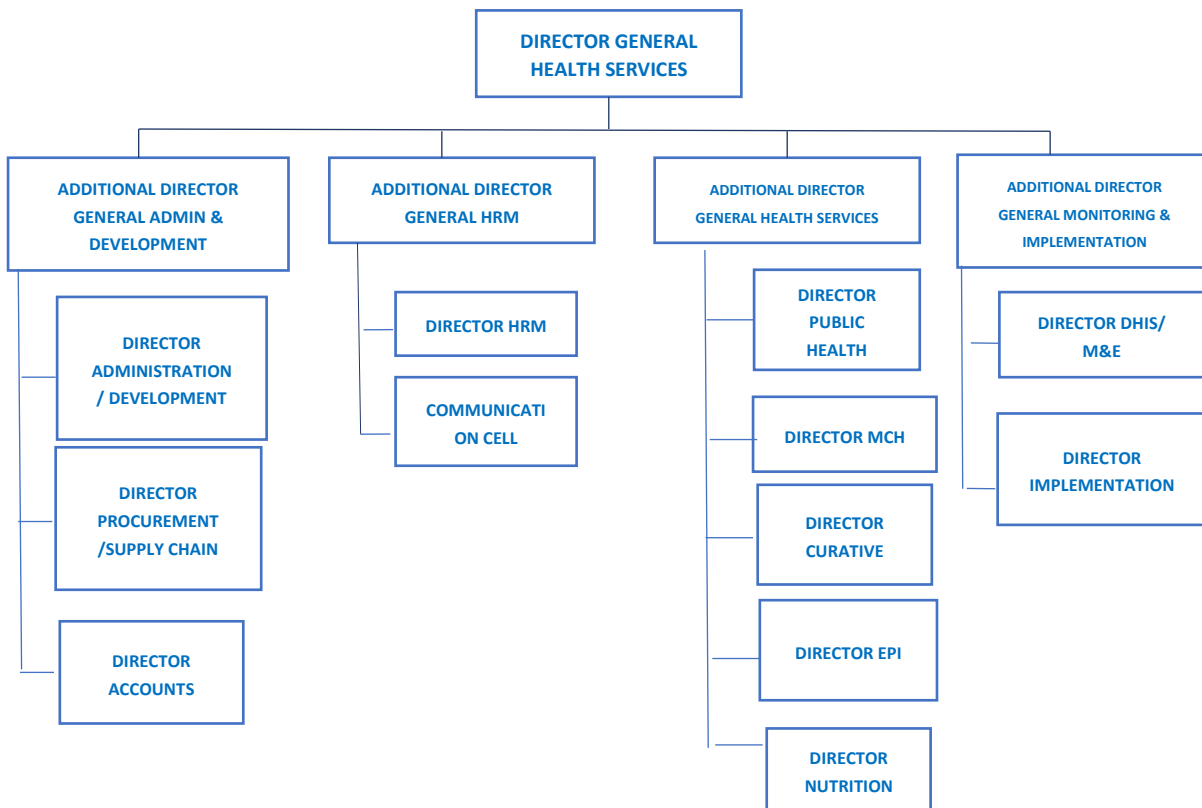 DIRECTOR GENERAL
HEALTH SERVICES
ADDITIONAL DIRECTOR
GENERAL ADMIN &
DEVELOPMENT
DIRECTOR
ADMINISTRATION
/ DEVELOPMENT
DIRECTOR
PROCUREMENT
/SUPPLY CHAIN
DIRECTOR
ACCOUNTS
ADDITIONAL DIRECTOR
GENERAL HRM
DIRECTOR HRM
COMMUNICATI
ON CELL
ADDITIONAL DIRECTOR
GENERAL HEALTH SERVICES
DIRECTOR
PUBLIC
HEALTH
DIRECTOR MCH
DIRECTOR
CURATIVE
DIRECTOR EPI
DIRECTOR
NUTRITION
ADDITIONAL DIRECTOR
GENERAL MONITORING &
IMPLEMENTATION
DIRECTOR DHIS/
M&E
DIRECTOR
IMPLEMENTATION